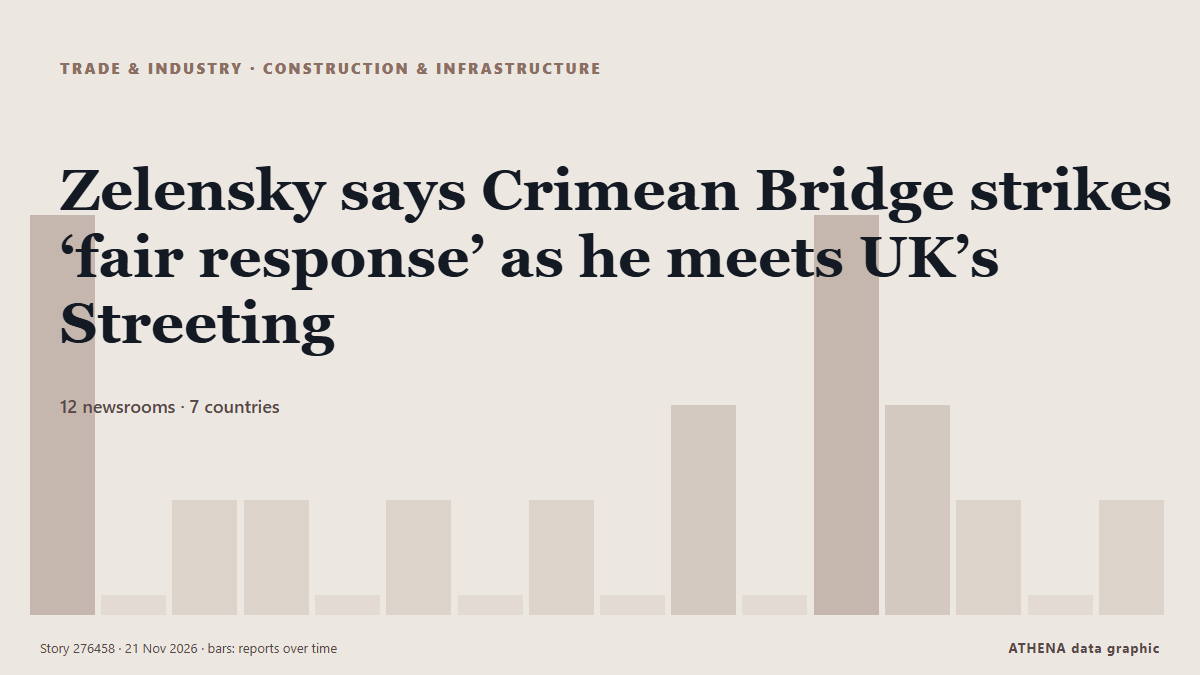 TRADE & INDUSTRY · CONSTRUCTION & INFRASTRUCTURE
Zelensky says Crimean Bridge strikes
‘fair response’ as he meets UK’s
Streeting
12 newsrooms · 7 countries
Story 276458 · 21 Nov 2026 · bars: reports over time
ATHENA data graphic